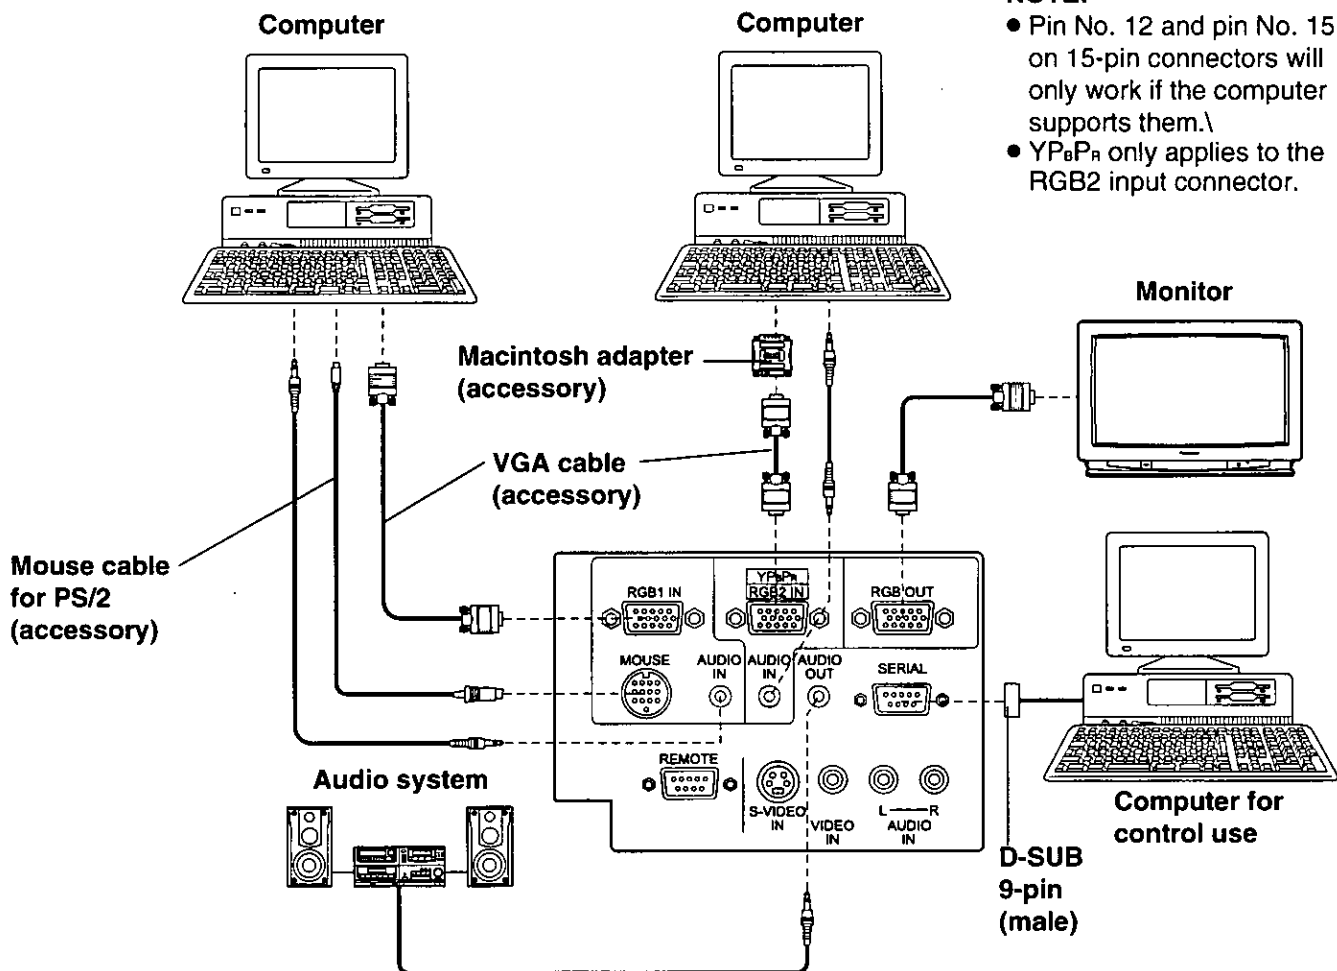 Computer
Computer
● Pin No. 12 and pin No. 15
on 15-pin connectors will
only work if the computer
supports them.\
● YPBPR only applies to the
RGB2 input connector.
Monitor
Macintosh adapter
(accessory)
VGA cable
(accessory)
Mouse cable
for PS/2
(accessory)
YPBPR
RGB1 IN
RGB2 IN
RGB OUT
MOUSE
AUDIO
IN
AUDIO
IN
AUDIO
OUT
SERIAL
REMOTE
S-VIDEO
IN
VIDEO
IN
L R
AUDIO
IN
Audio system
Computer for
control use
D-SUB
9-pin
(male)